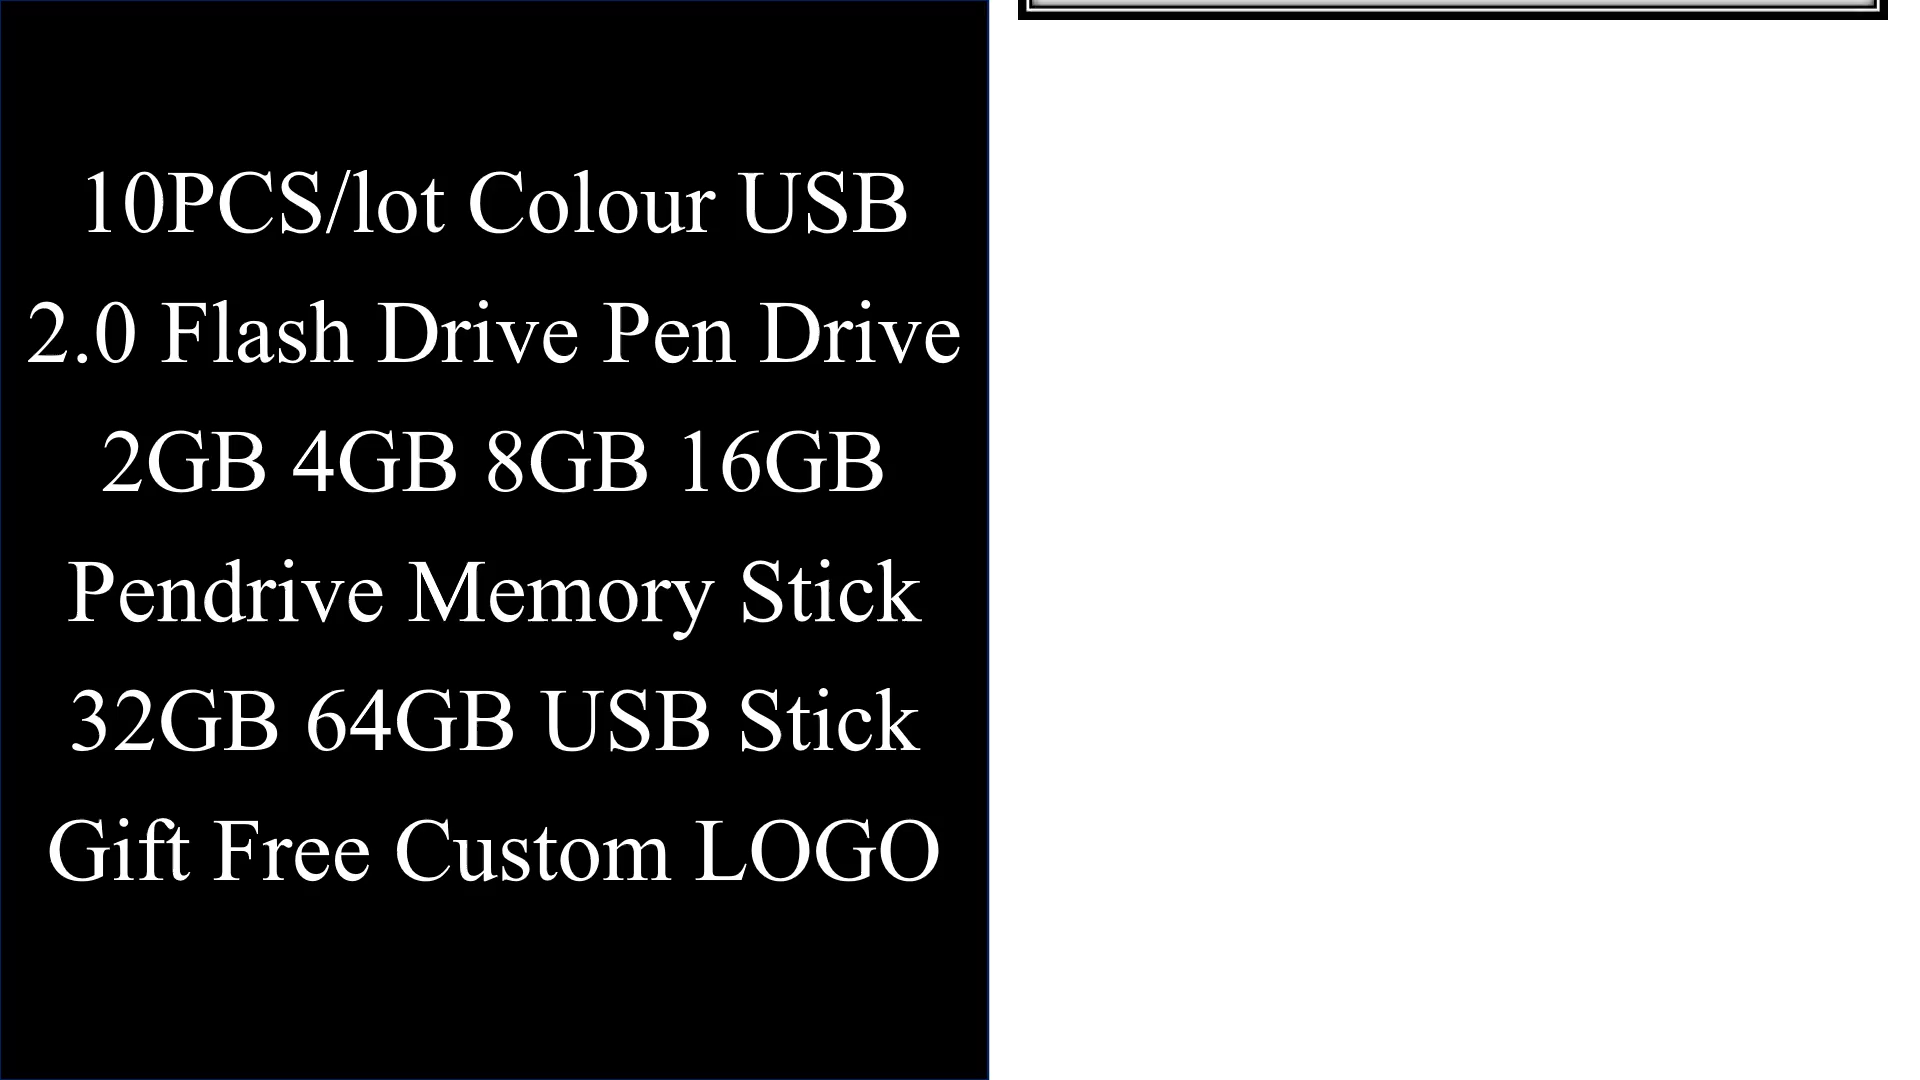 10PCS/lot Colour USB
2.0 Flash Drive Pen Drive
2GB 4GB 8GB 16GB
Pendrive Memory Stick
32GB 64GB USB Stick
Gift Free Custom LOGO